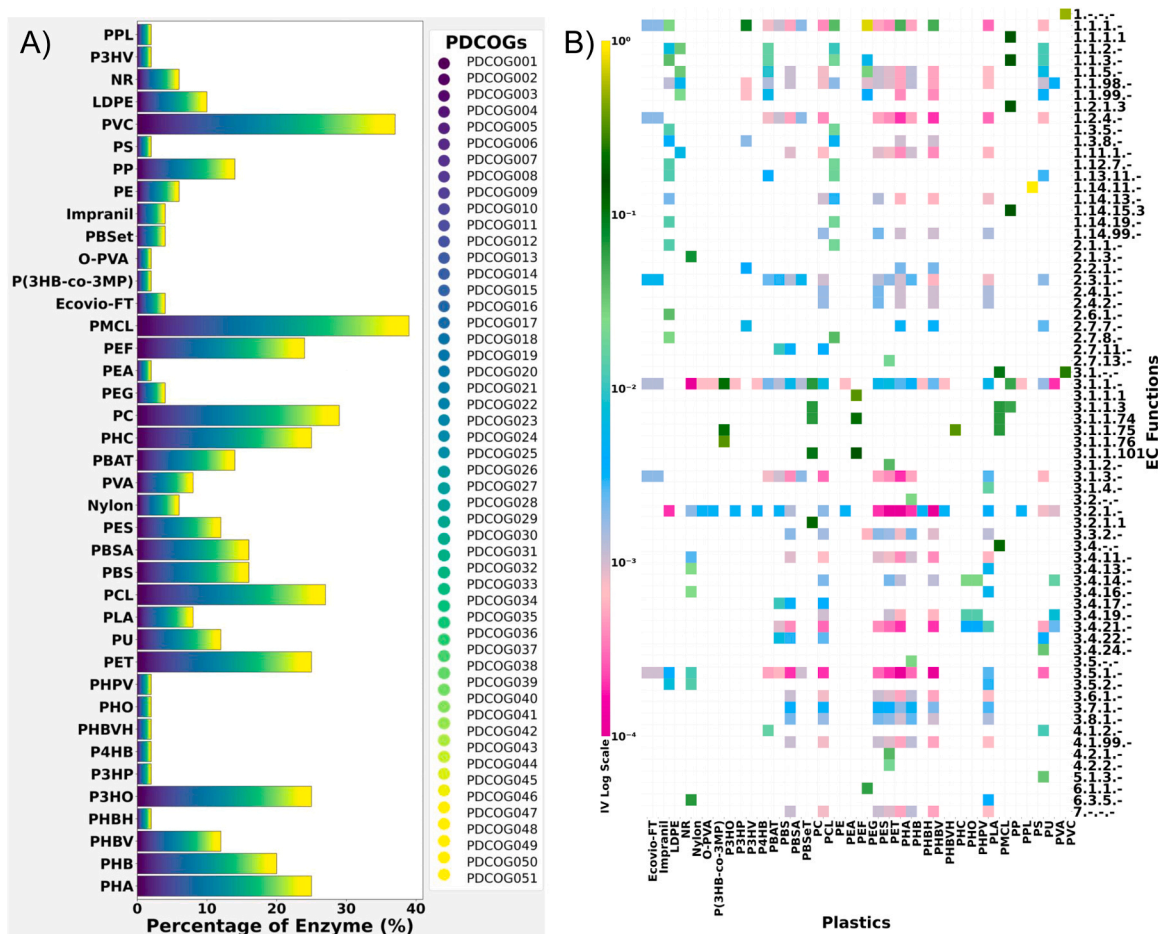 A)
PPL
P3HV
NR
LDPE
PVC
PS
PP
PE
Impranil
PBSet
O-PVA
P(3HB-co-3MP)
Ecovio-FT
PMCL
PEF
PEA
PEG
PC
PHC
PBAT
PVA
Nylon
PES
PBSA
PBS
PCL
PLA
PU
PET
PHPV
PHO
PHBVH
P4HB
P3HP
P3HO
PHBH
PHBV
PHB
PHA
0 10 20 30 40
Percentage of Enzyme (%)
PDCOGs
PDCOG001
PDCOG002
PDCOG003
PDCOG004
PDCOG005
PDCOG006
PDCOG007
PDCOG008
PDCOG009
PDCOG010
PDCOG011
PDCOG012
PDCOG013
PDCOG014
PDCOG015
PDCOG016
PDCOG017
PDCOG018
PDCOG019
PDCOG020
PDCOG021
PDCOG022
PDCOG023
PDCOG024
PDCOG025
PDCOG026
PDCOG027
PDCOG028
PDCOG029
PDCOG030
PDCOG031
PDCOG032
PDCOG033
PDCOG034
PDCOG035
PDCOG036
PDCOG037
PDCOG038
PDCOG039
PDCOG040
PDCOG041
PDCOG042
PDCOG043
PDCOG044
PDCOG045
PDCOG046
PDCOG047
PDCOG048
PDCOG049
PDCOG050
PDCOG051
B)
10⁰
10⁻¹
10⁻²
10⁻³
10⁻⁴
IV Log Scale
1.-.-.-
1.1.1.-
1.1.1.1
1.1.2.-
1.1.3.-
1.1.5.-
1.1.98.-
1.1.99.-
1.2.1.3
1.2.4.-
1.3.5.-
1.3.8.-
1.11.1.-
1.12.7.-
1.13.11.-
1.14.11.-
1.14.13.-
1.14.15.3
1.14.19.-
1.14.99.-
2.1.1.-
2.1.3.-
2.2.1.-
2.3.1.-
2.4.1.-
2.4.2.-
2.6.1.-
2.7.7.-
2.7.8.-
2.7.11.-
2.7.13.-
3.1.-.-
3.1.1.-
3.1.1.1
3.1.1.3
3.1.1.74
3.1.1.75
3.1.1.76
3.1.1.101
3.1.2.-
3.1.3.-
3.1.4.-
3.2.-.-
3.2.1.-
3.2.1.1
3.3.2.-
3.4.-.-
3.4.11.-
3.4.13.-
3.4.14.-
3.4.16.-
3.4.17.-
3.4.19.-
3.4.21.-
3.4.22.-
3.4.24.-
3.5.-.-
3.5.1.-
3.5.2.-
3.6.1.-
3.7.1.-
3.8.1.-
4.1.2.-
4.1.99.-
4.2.1.-
4.2.2.-
5.1.3.-
6.1.1.-
6.3.5.-
7.-.-.-
EC Functions
Ecovio-FT
Impranil
LDPE
NR
Nylon
O-PVA
P(3HB-co-3MP)
P3HO
P3HP
P3HV
P4HB
PBAT
PBS
PBSA
PBSet
PC
PCL
PE
PEA
PEF
PEG
PES
PET
PHA
PHB
PHBH
PHBV
PHBVH
PHC
PHO
PHPV
PLA
PMCL
PP
PPL
PS
PU
PVA
PVC
Plastics